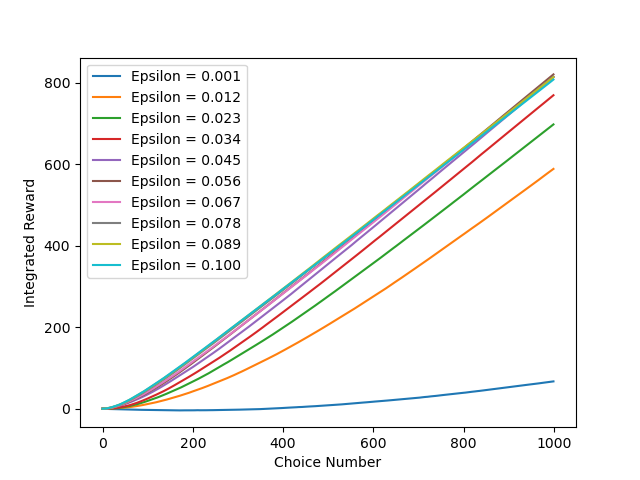 Epsilon = 0.001
Epsilon = 0.012
Epsilon = 0.023
Epsilon = 0.034
Epsilon = 0.045
Epsilon = 0.056
Epsilon = 0.067
Epsilon = 0.078
Epsilon = 0.089
Epsilon = 0.100
800
600
400
200
0
Integrated Reward
0 200 400 600 800 1000
Choice Number